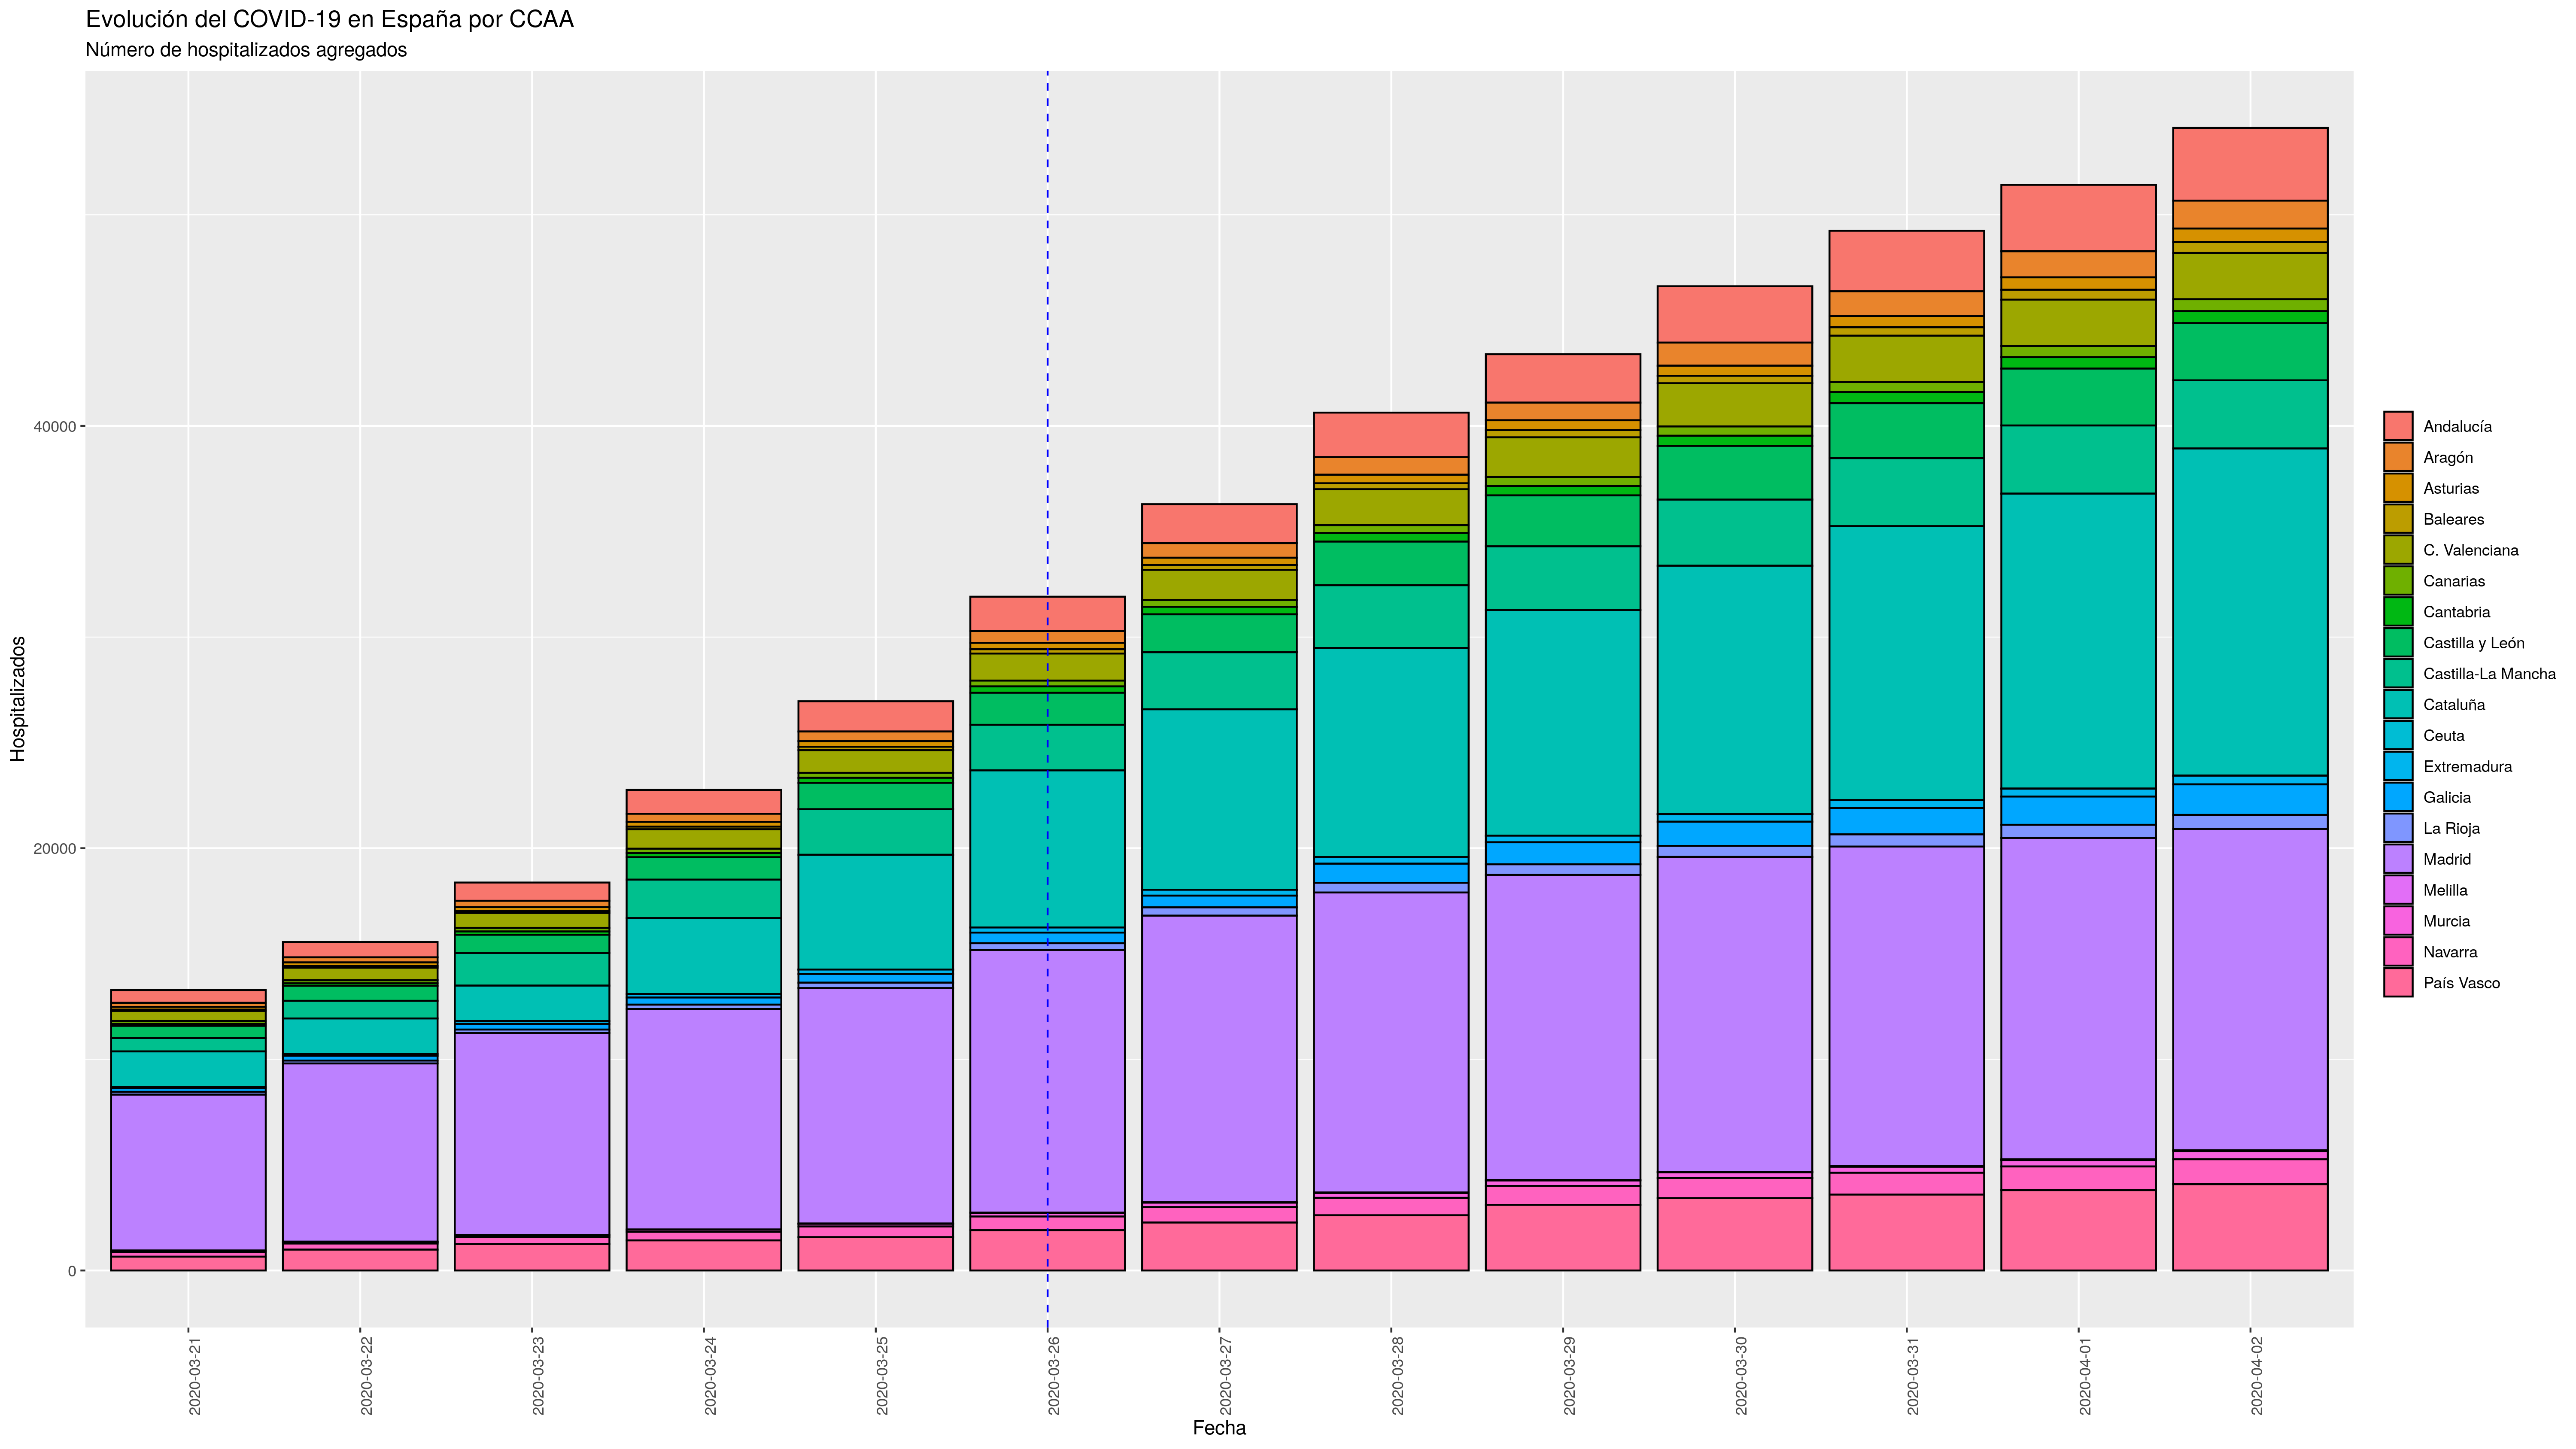 Evolución del COVID-19 en España por CCAA
Número de hospitalizados agregados
Hospitalizados
40000
20000
0
2020-03-21
2020-03-22
2020-03-23
2020-03-24
2020-03-25
2020-03-26
2020-03-27
2020-03-28
2020-03-29
2020-03-30
2020-03-31
2020-04-01
2020-04-02
Fecha
Andalucía
Aragón
Asturias
Baleares
C. Valenciana
Canarias
Cantabria
Castilla y León
Castilla-La Mancha
Cataluña
Ceuta
Extremadura
Galicia
La Rioja
Madrid
Melilla
Murcia
Navarra
País Vasco